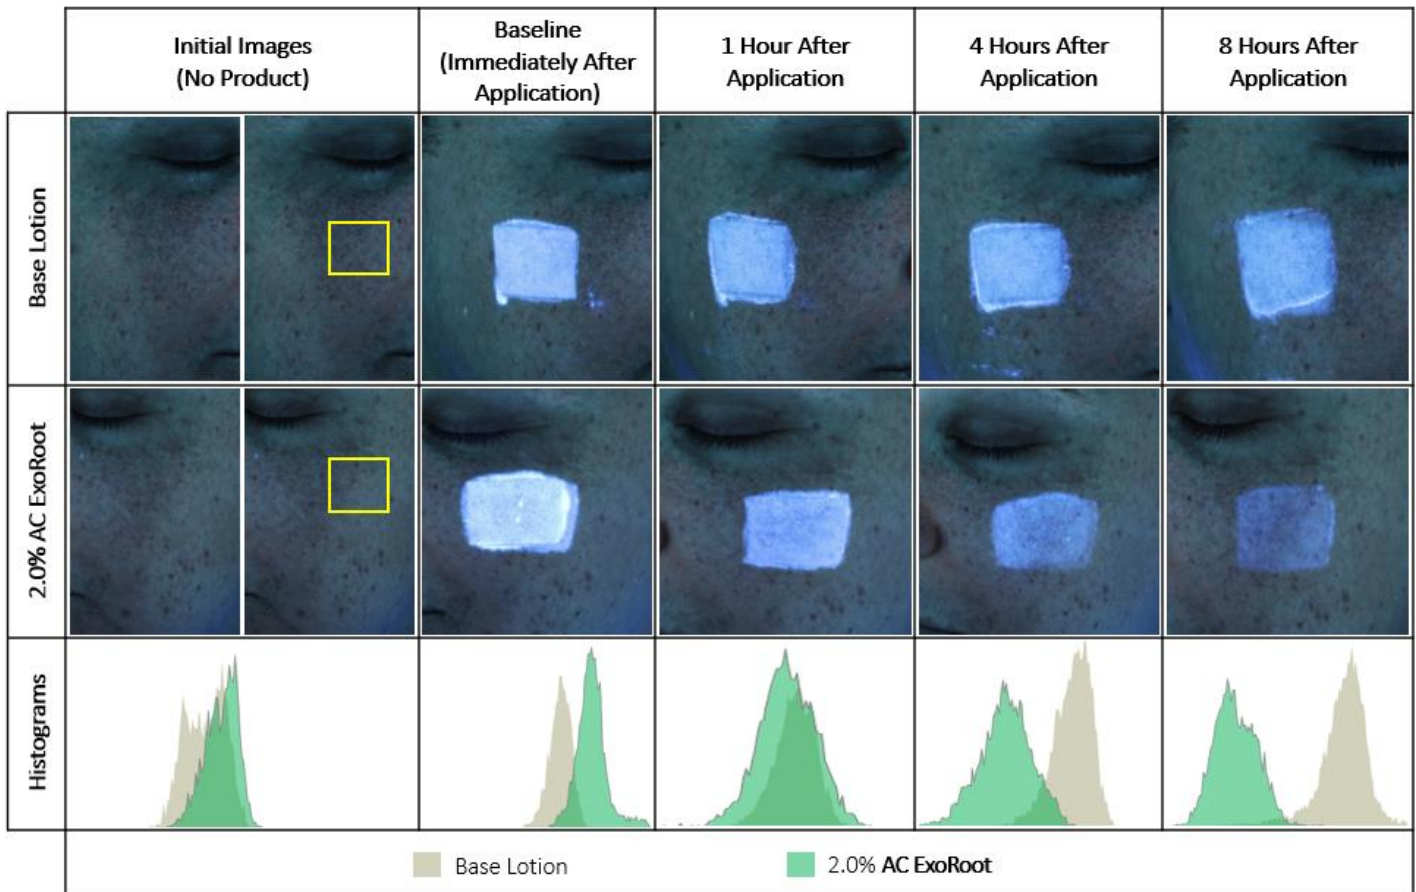 Initial Images
(No Product)
Baseline
(Immediately After
Application)
1 Hour After
Application
4 Hours After
Application
8 Hours After
Application
Base Lotion
2.0% AC ExoRoot
Histograms
Base Lotion
2.0% AC ExoRoot